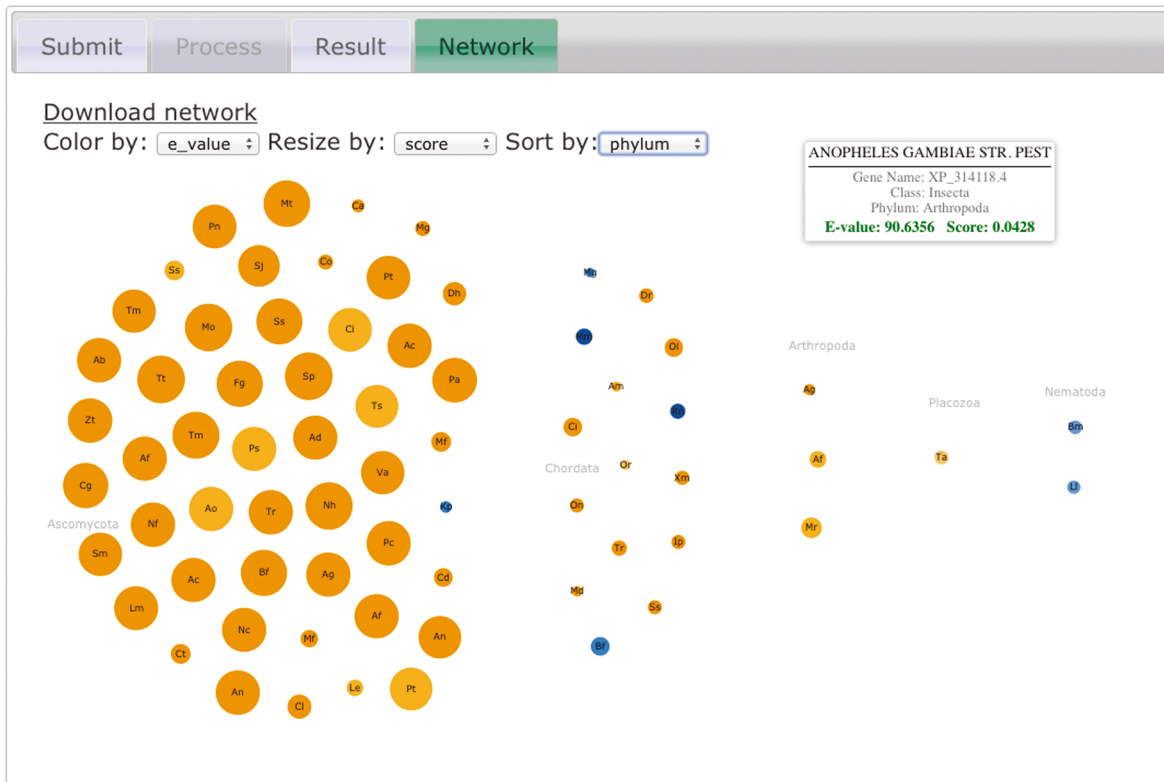 Submit Process Result Network
Download network
Color by: e_value Resize by: score Sort by: phylum
ANOPHELES GAMBIAE STR. PEST
Gene Name: XP_314118.4
Class: Insecta
Phylum: Arthropoda
E-value: 90.6356 Score: 0.0428
Mt
Ca
Pn
Mg
Ss
Sj
Co
Pt
Dh
Tm
Mo
Ss
Ci
Ac
Ab
Tt
Fg
Sp
Pa
Ts
Zt
Tm
Ps
Ad
Mf
Af
Va
Cg
Ao
Tr
Nh
Kp
Ascomycota
Nf
Pc
Sm
Ac
Bf
Ag
Cd
Lm
Nc
Mf
Af
An
Ct
An
Cl
Le
Pt
Mg
Dr
Mm
Ol
Am
Rn
Ci
Chordata
Or
Xm
On
Tr
Ip
Md
Ss
Bf
Arthropoda
Ag
Af
Mr
Placozoa
Ta
Nematoda
Bm
Ll